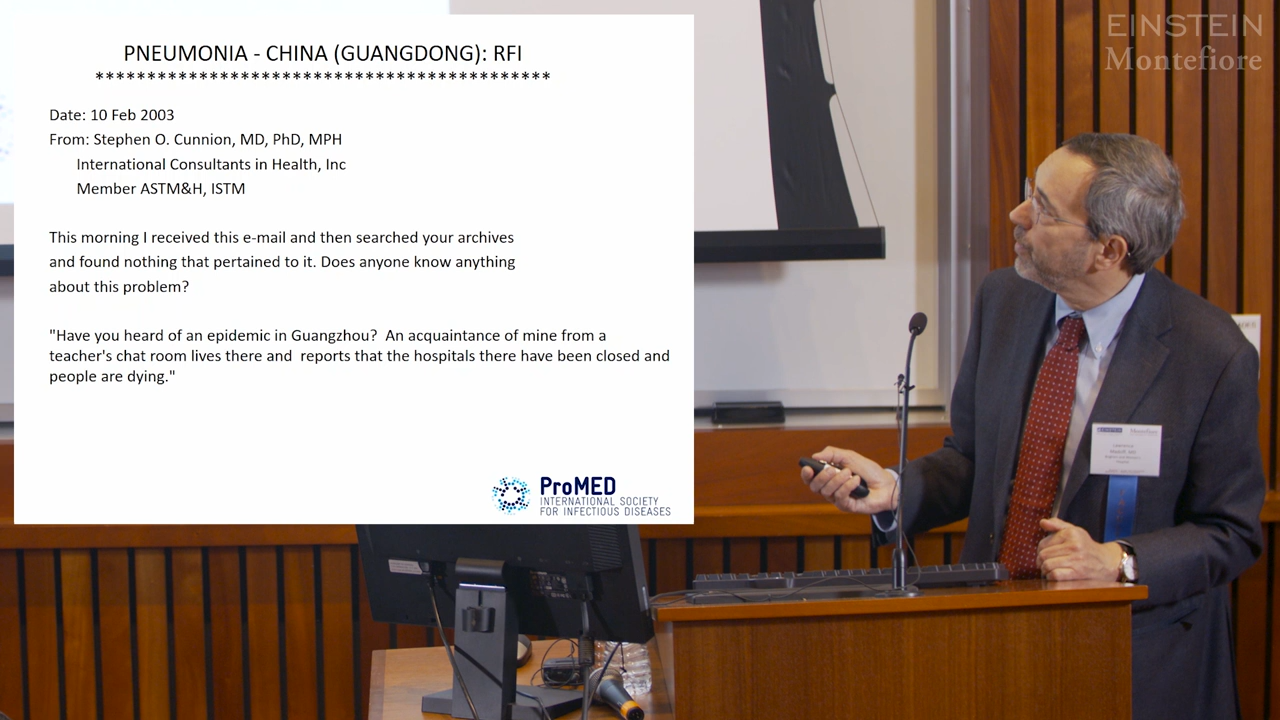 PNEUMONIA - CHINA (GUANGDONG): RFI
********************************************
Date: 10 Feb 2003
From: Stephen O. Cunnion, MD, PhD, MPH
International Consultants in Health, Inc
Member ASTM&H, ISTM
This morning I received this e-mail and then searched your archives
and found nothing that pertained to it. Does anyone know anything
about this problem?
"Have you heard of an epidemic in Guangzhou?  An acquaintance of mine from a
teacher's chat room lives there and  reports that the hospitals there have been closed and
people are dying."
ProMED
INTERNATIONAL SOCIETY
FOR INFECTIOUS DISEASES
EINSTEIN
Montefiore